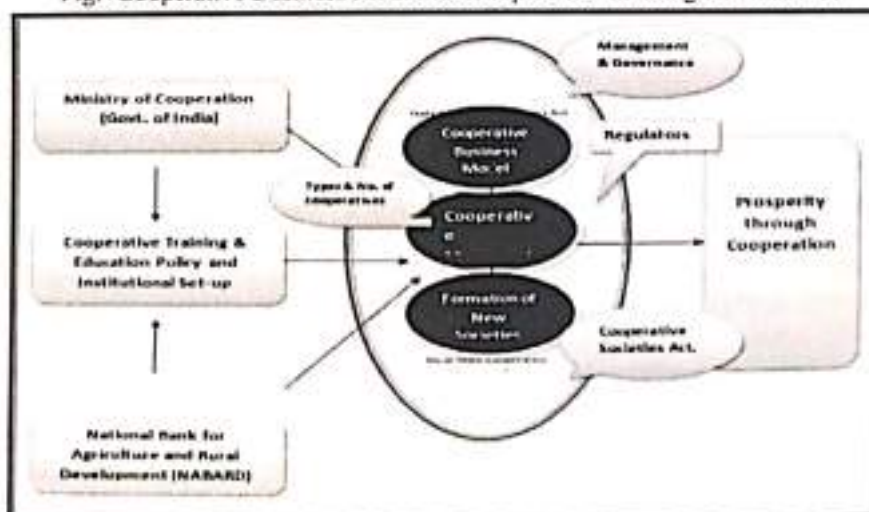 Fig.
Management
& Governance
Ministry of Cooperation
(Govt. of India)
Cooperative
Business
Model
Regulators
Types & No. of
Cooperatives
Cooperativ
e
Prosperity
through
Cooperation
Cooperative Training &
Education Policy and
Institutional Set-up
Formation of
New
Societies
Cooperative
Societies Act.
National Bank for
Agriculture and Rural
Development (NABARD)